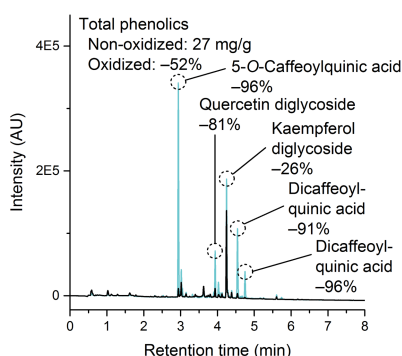 Total phenolics
Non-oxidized: 27 mg/g
Oxidized: –52%
5-O-Caffeoylquinic acid
–96%
Quercetin diglycoside
–81%
Kaempferol
diglycoside
–26%
Dicaffeoyl-
quinic acid
–91%
Dicaffeoyl-
quinic acid
–96%
Intensity (AU)
4E5
2E5
0
0 1 2 3 4 5 6 7 8
Retention time (min)